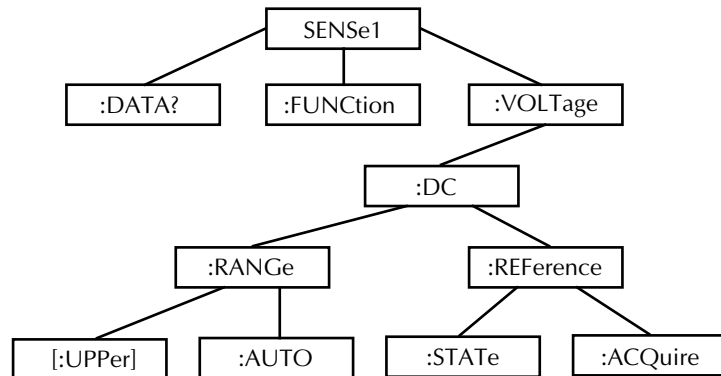 SENSe1
:DATA?
:FUNCtion
:VOLTage
:DC
:RANGe
:REFerence
[:UPPer]
:AUTO
:STATe
:ACQuire